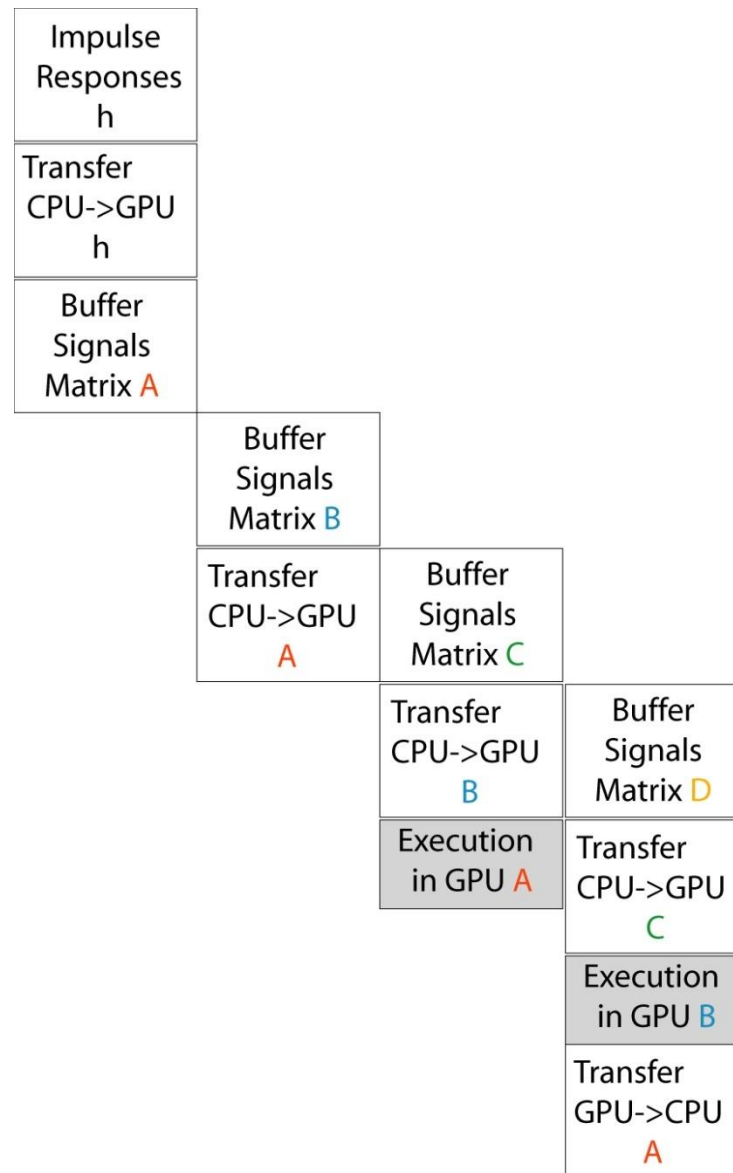 Impulse
Responses
h
Transfer
CPU->GPU
h
Buffer
Signals
Matrix A
Buffer
Signals
Matrix B
Transfer
CPU->GPU
A
Buffer
Signals
Matrix C
Transfer
CPU->GPU
B
Execution
in GPU A
Buffer
Signals
Matrix D
Transfer
CPU->GPU
C
Execution
in GPU B
Transfer
GPU->CPU
A